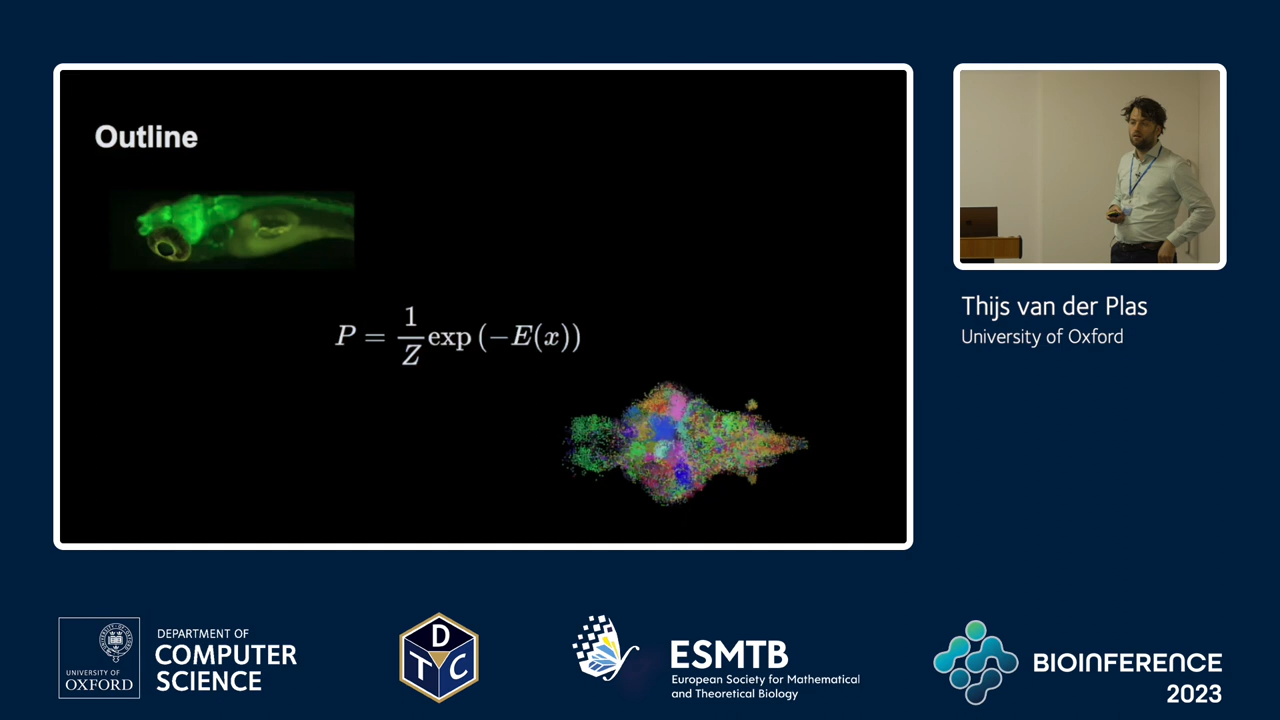 Outline
P = 1/Z exp (−E(x))
Thijs van der Plas
University of Oxford
UNIVERSITY OF
OXFORD
DEPARTMENT OF
COMPUTER
SCIENCE
D
T C
ESMTB
European Society for Mathematical
and Theoretical Biology
BIOINFERENCE
2023